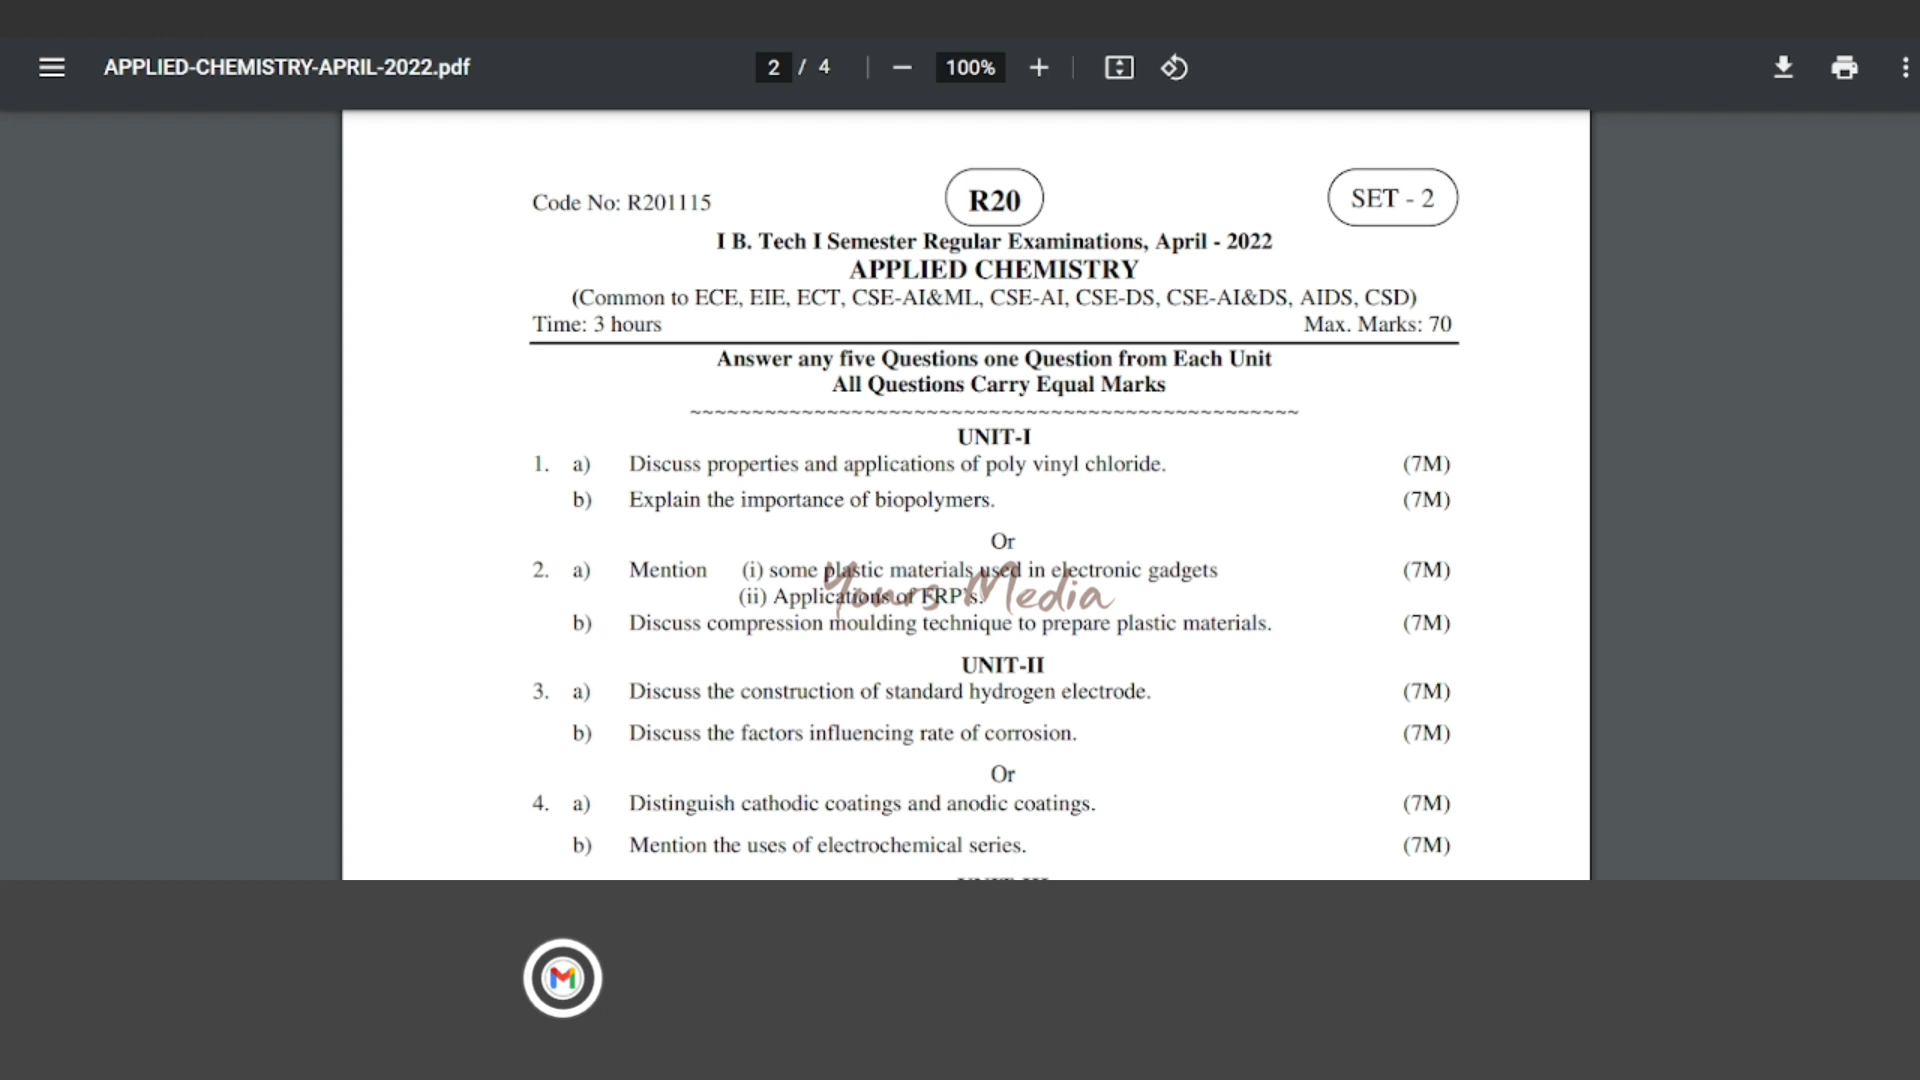 APPLIED-CHEMISTRY-APRIL-2022.pdf
2 / 4
100%
Code No: R201115
R20
SET - 2
I B. Tech I Semester Regular Examinations, April - 2022
APPLIED CHEMISTRY
(Common to ECE, EIE, ECT, CSE-AI&ML, CSE-AI, CSE-DS, CSE-AI&DS, AIDS, CSD)
Time: 3 hours Max. Marks: 70
Answer any five Questions one Question from Each Unit
All Questions Carry Equal Marks
~~~~~~~~~~~~~~~~~~~~~~~~~~~~~~~~~~~~~~~~~~~~~~~~~
UNIT-I
1. a) Discuss properties and applications of poly vinyl chloride. (7M)
b) Explain the importance of biopolymers. (7M)
Or
2. a) Mention (i) some plastic materials used in electronic gadgets (7M)
(ii) Applications of FRP's.
Yours Media
b) Discuss compression moulding technique to prepare plastic materials. (7M)
UNIT-II
3. a) Discuss the construction of standard hydrogen electrode. (7M)
b) Discuss the factors influencing rate of corrosion. (7M)
Or
4. a) Distinguish cathodic coatings and anodic coatings. (7M)
b) Mention the uses of electrochemical series. (7M)